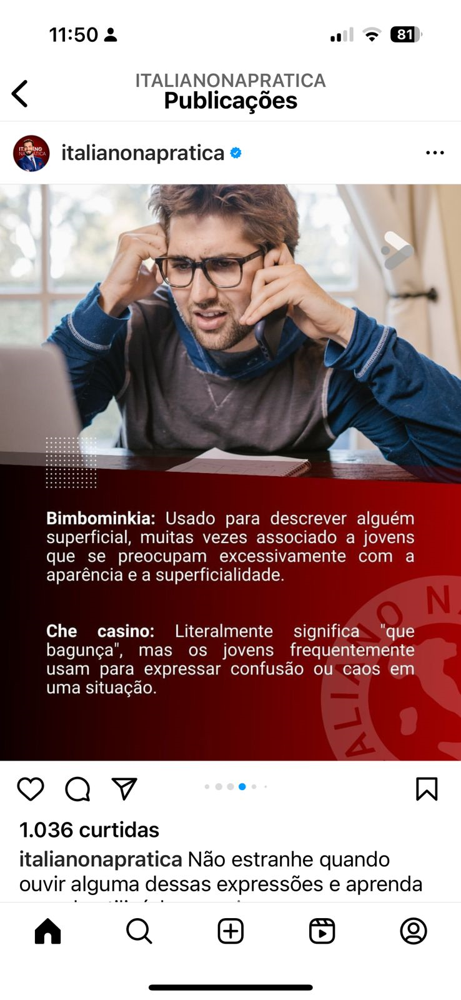 11:50
81
ITALIANONAPRATICA
Publicações
italianonapratica
Bimbominkia: Usado para descrever alguém
superficial, muitas vezes associado a jovens
que se preocupam excessivamente com a
aparência e a superficialidade.
Che casino: Literalmente significa "que
bagunça", mas os jovens frequentemente
usam para expressar confusão ou caos em
uma situação.
1.036 curtidas
italianonapratica Não estranhe quando
ouvir alguma dessas expressões e aprenda